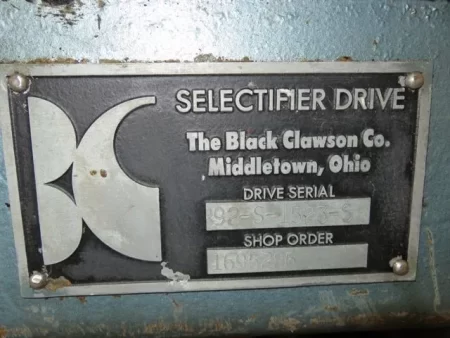 SELECTIFIER DRIVE
The Black Clawson Co.
Middletown, Ohio
DRIVE SERIAL
SHOP ORDER